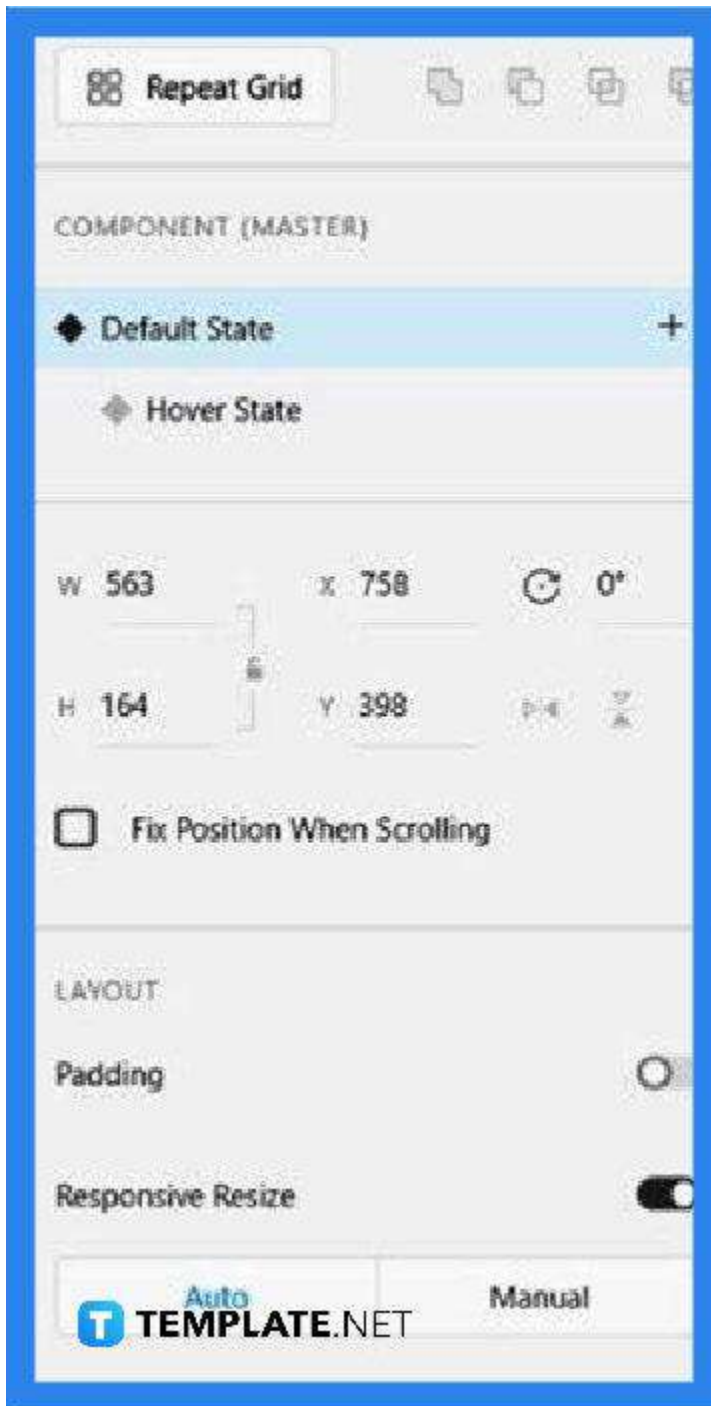 Repeat Grid
COMPONENT (MASTER)
Default State +
Hover State
W 563 X 758 0°
H 164 Y 398
Fix Position When Scrolling
LAYOUT
Padding
Responsive Resize
Auto Manual
T TEMPLATE.NET